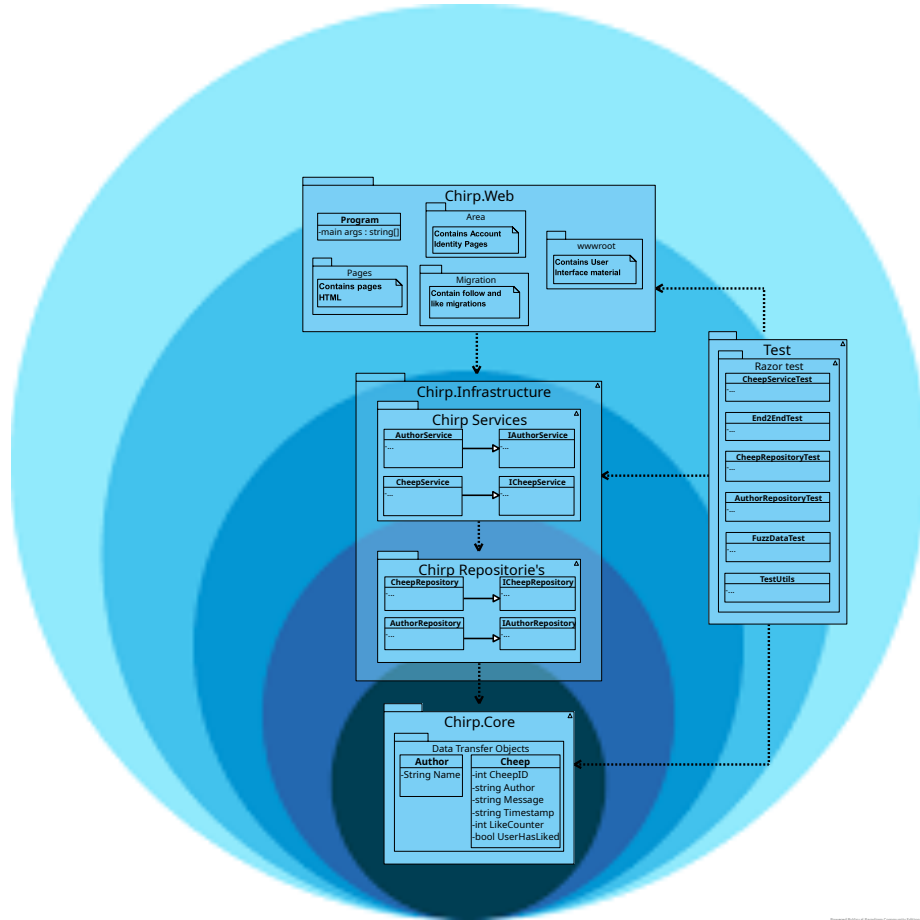 Chirp.Web
Program
-main args : string[]
Area
Contains Account
Identity Pages
wwwroot
Contains User
Interface material
Pages
Contains pages
HTML
Migration
Contain follow and
like migrations
Test
Razor test
CheepServiceTest
-...
End2EndTest
-...
CheepRepositoryTest
-...
AuthorRepositoryTest
-...
FuzzDataTest
-...
TestUtils
-...
Chirp.Infrastructure
Chirp Services
AuthorService
-...
IAuthorService
-...
CheepService
-...
ICheepService
-...
Chirp Repositorie's
CheepRepository
-...
ICheepRepository
-...
AuthorRepository
-...
IAuthorRepository
-...
Chirp.Core
Data Transfer Objects
Author
-String Name
Cheep
-int CheepID
-string Author
-string Message
-string Timestamp
-int LikeCounter
-bool UserHasLiked